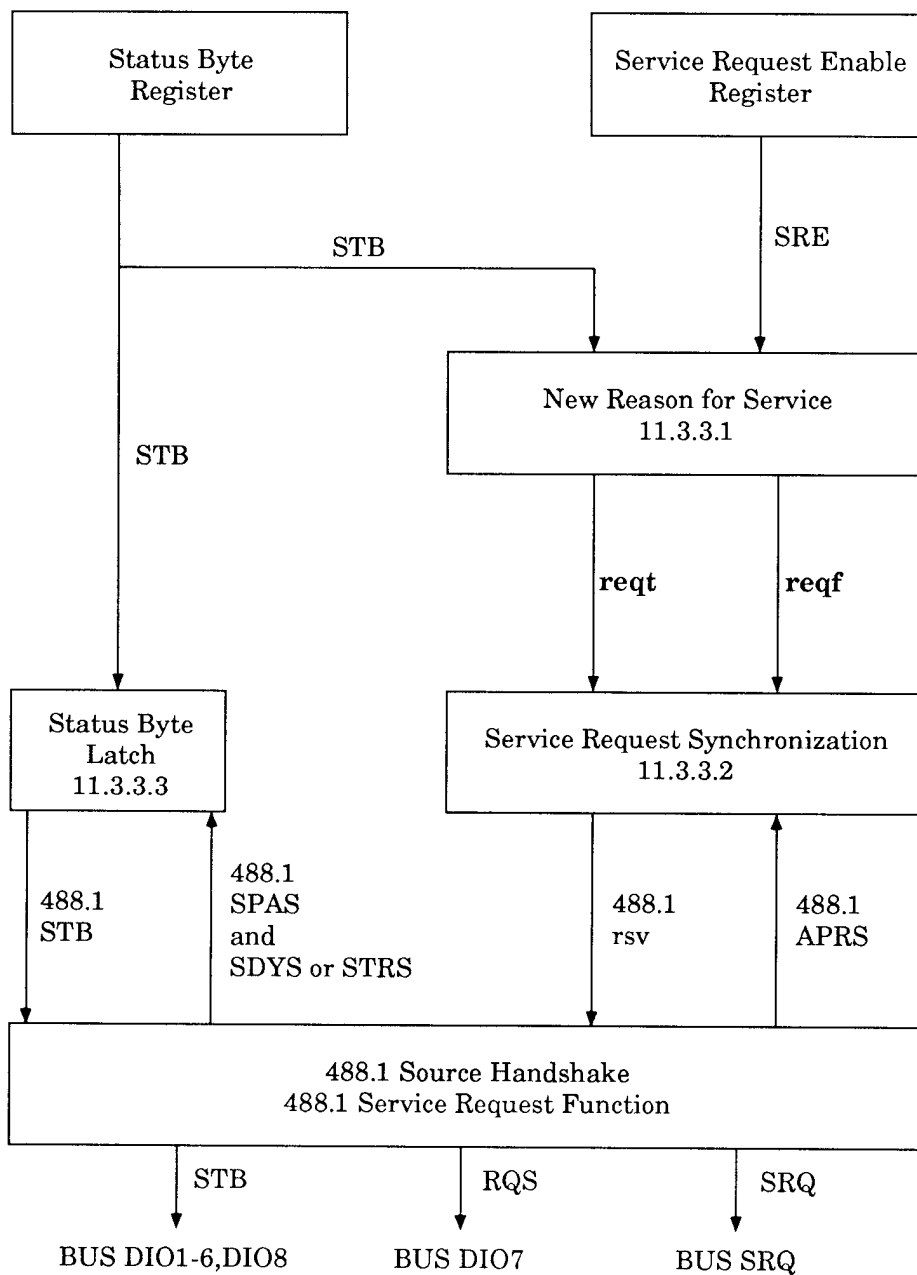 Status Byte
Register
Service Request Enable
Register
STB
SRE
New Reason for Service
11.3.3.1
STB
reqt
reqf
Status Byte
Latch
11.3.3.3
Service Request Synchronization
11.3.3.2
488.1
STB
488.1
SPAS
and
SDYS or STRS
488.1
rsv
488.1
APRS
488.1 Source Handshake
488.1 Service Request Function
STB
RQS
SRQ
BUS DIO1-6,DIO8
BUS DIO7
BUS SRQ